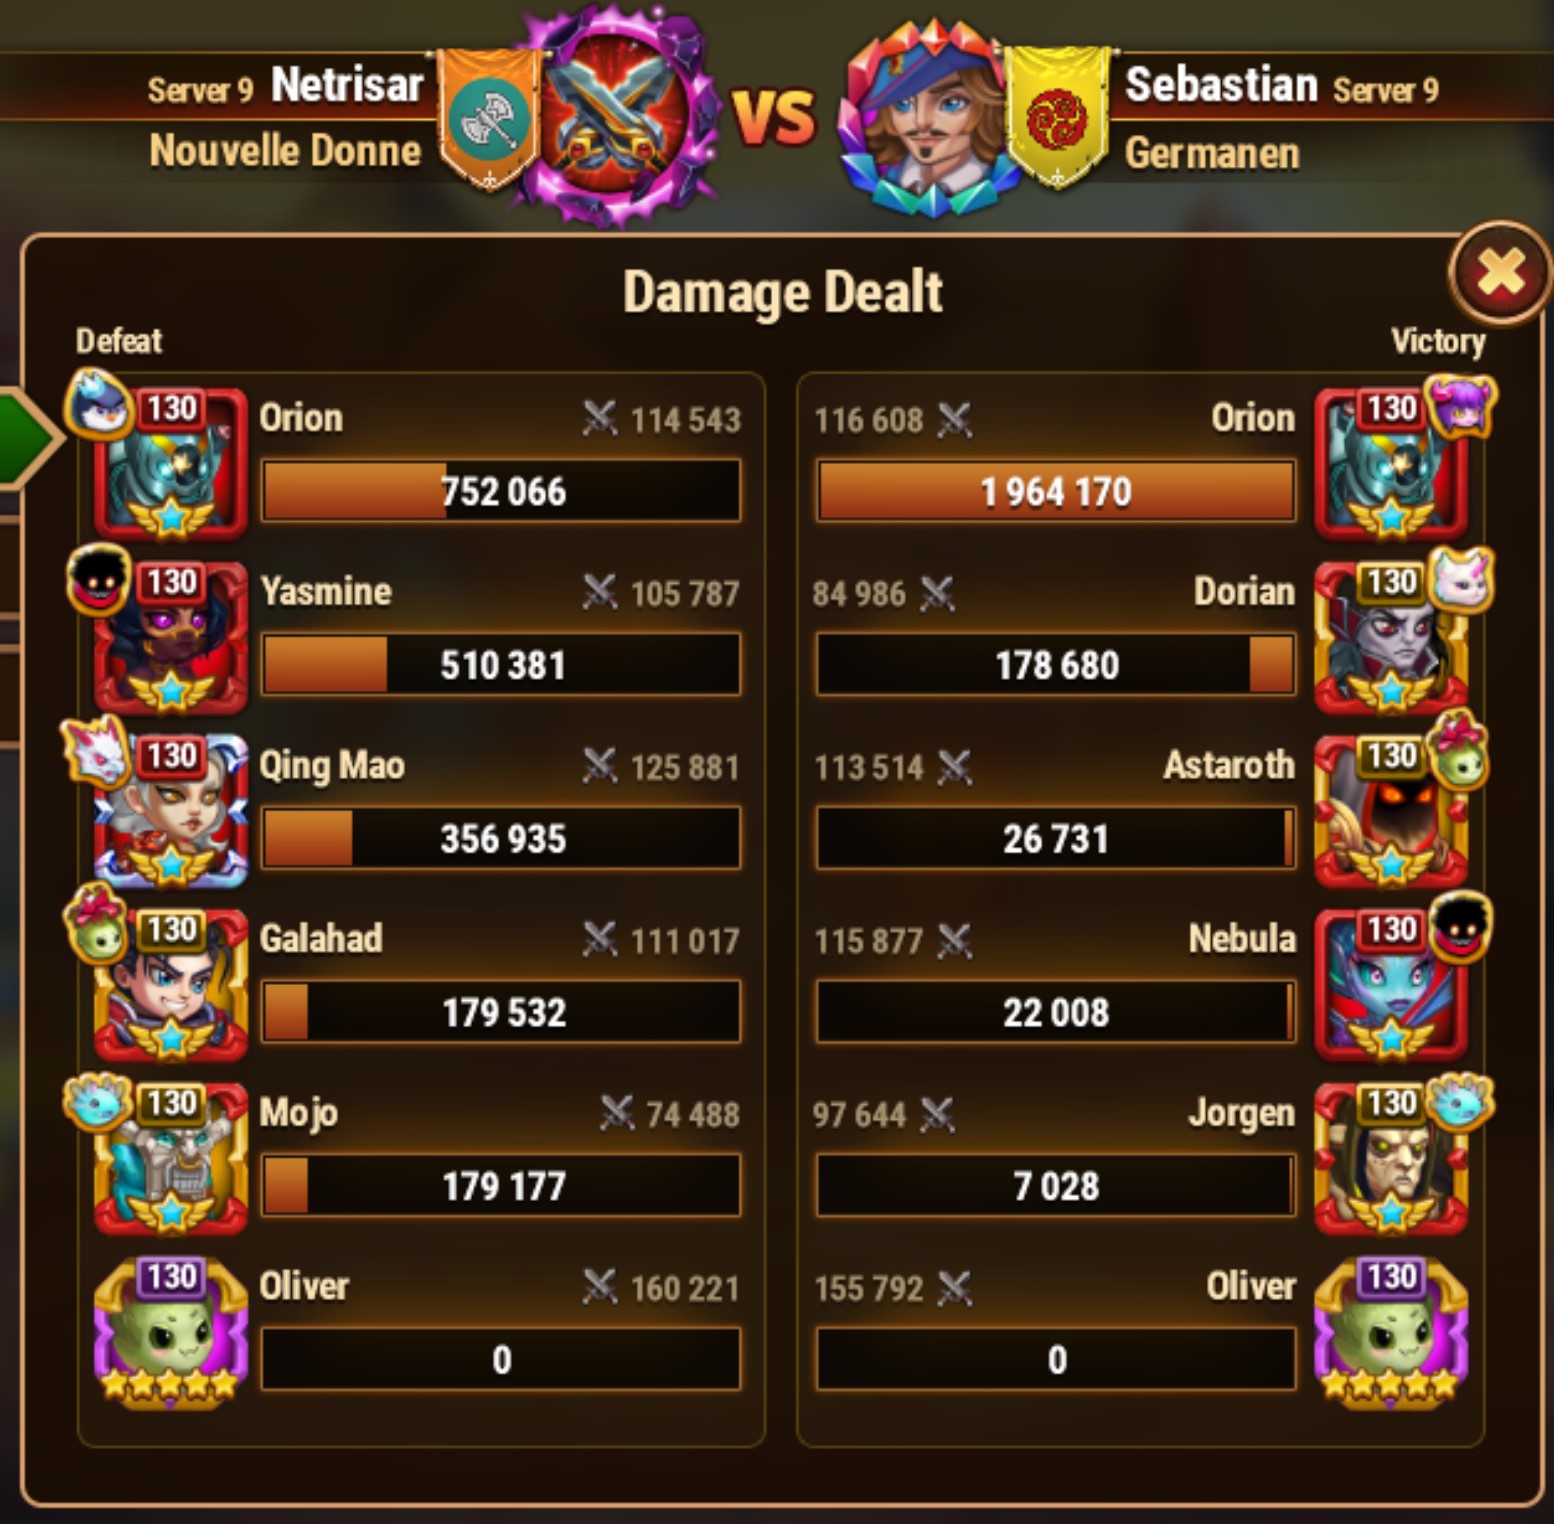 Server 9 Netrisar
Nouvelle Donne
VS
Sebastian Server 9
Germanen
Damage Dealt
Defeat
Victory
130 Orion 114 543
752 066
116 608 Orion 130
1 964 170
130 Yasmine 105 787
510 381
84 986 Dorian 130
178 680
130 Qing Mao 125 881
356 935
113 514 Astaroth 130
26 731
130 Galahad 111 017
179 532
115 877 Nebula 130
22 008
130 Mojo 74 488
179 177
97 644 Jorgen 130
7 028
130 Oliver 160 221
0
155 792 Oliver 130
0